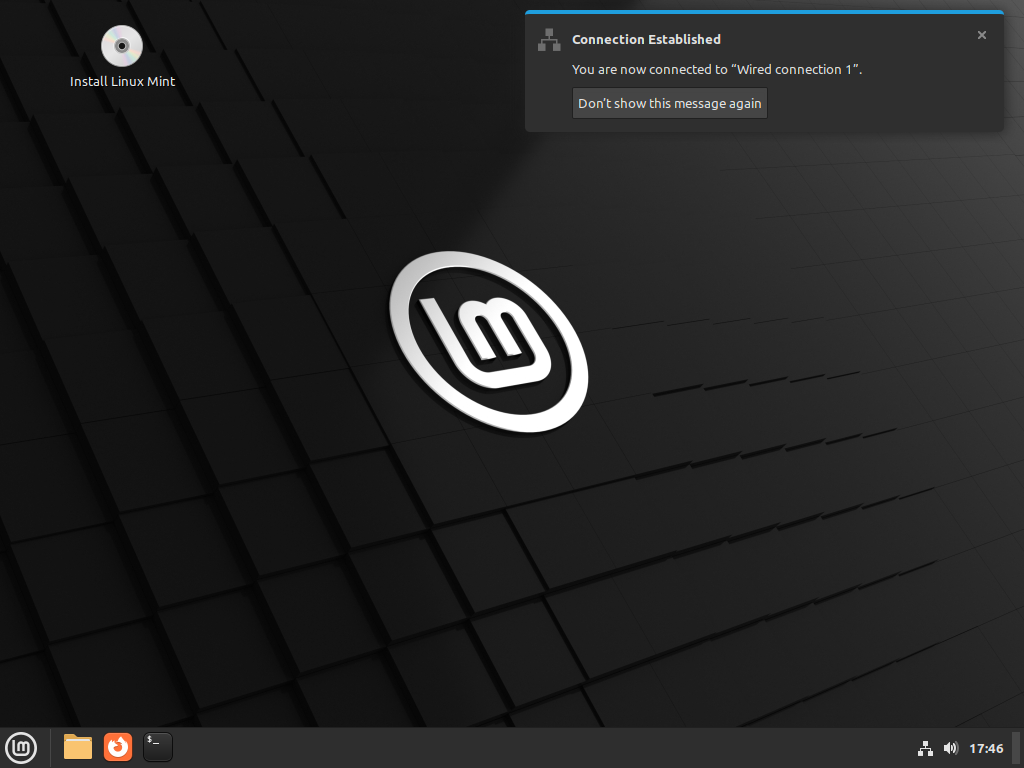 Install Linux Mint
Connection Established
You are now connected to “Wired connection 1”.
Don’t show this message again
$_
17:46